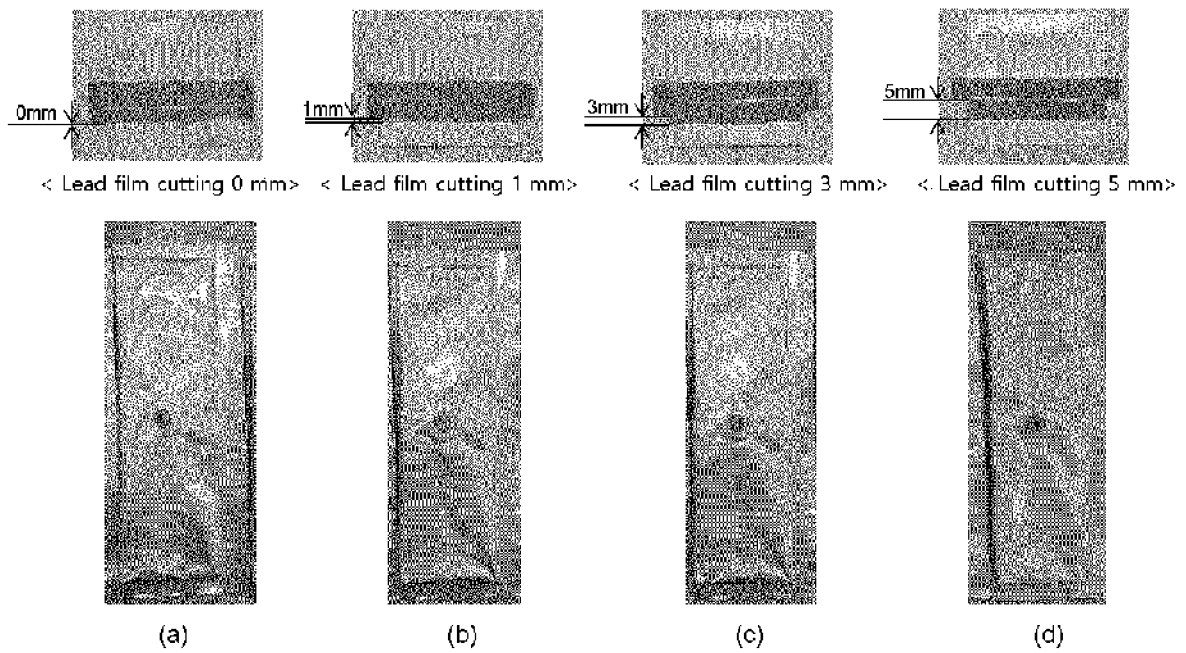 0mm
1mm
3mm
5mm
< Lead film cutting 0 mm>
< Lead film cutting 1 mm>
< Lead film cutting 3 mm>
<. Lead film cutting 5 mm>
(a)
(b)
(c)
(d)